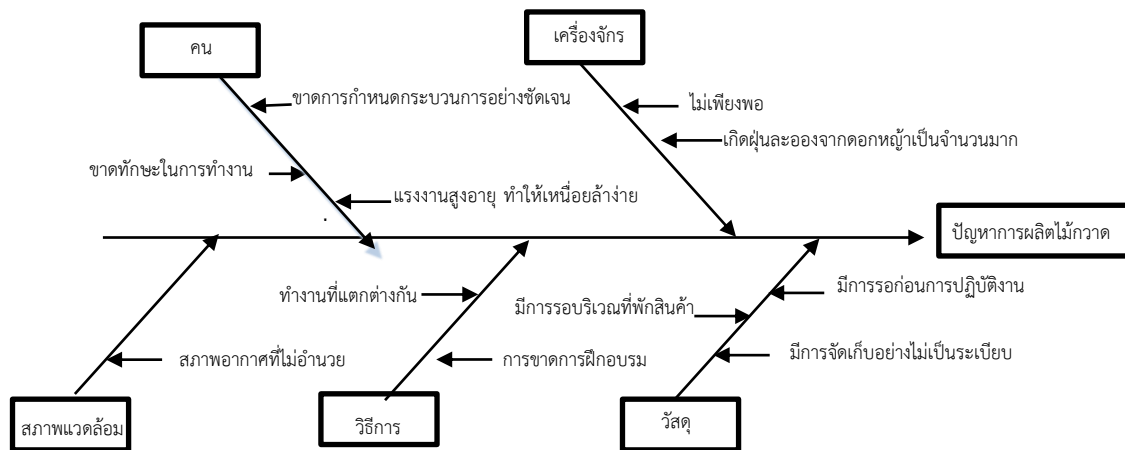 คน
เครื่องจักร
ขาดการกำหนดกระบวนการอย่างชัดเจน
ไม่เพียงพอ
เกิดฝุ่นละอองจากดอกหญ้าเป็นจำนวนมาก
ขาดทักษะในการทำงาน
แรงงานสูงอายุ ทำให้เหนื่อยล้าง่าย
ปัญหาการผลิตไม้กวาด
ทำงานที่แตกต่างกัน
มีการรอบริเวณที่พักสินค้า
มีการรอก่อนการปฏิบัติงาน
สภาพอากาศที่ไม่อำนวย
การขาดการฝึกอบรม
มีการจัดเก็บอย่างไม่เป็นระเบียบ
สภาพแวดล้อม
วิธีการ
วัสดุ